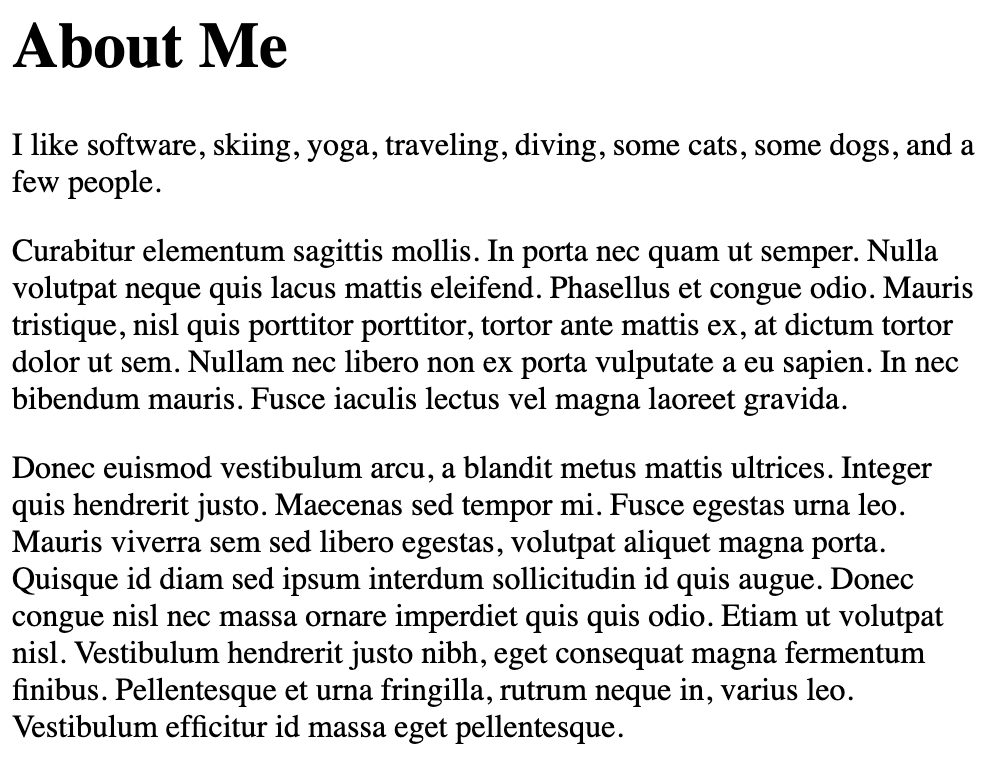 About Me
I like software, skiing, yoga, traveling, diving, some cats, some dogs, and a
few people.
Curabitur elementum sagittis mollis. In porta nec quam ut semper. Nulla
volutpat neque quis lacus mattis eleifend. Phasellus et congue odio. Mauris
tristique, nisl quis porttitor porttitor, tortor ante mattis ex, at dictum tortor
dolor ut sem. Nullam nec libero non ex porta vulputate a eu sapien. In nec
bibendum mauris. Fusce iaculis lectus vel magna laoreet gravida.
Donec euismod vestibulum arcu, a blandit metus mattis ultrices. Integer
quis hendrerit justo. Maecenas sed tempor mi. Fusce egestas urna leo.
Mauris viverra sem sed libero egestas, volutpat aliquet magna porta.
Quisque id diam sed ipsum interdum sollicitudin id quis augue. Donec
congue nisl nec massa ornare imperdiet quis quis odio. Etiam ut volutpat
nisl. Vestibulum hendrerit justo nibh, eget consequat magna fermentum
finibus. Pellentesque et urna fringilla, rutrum neque in, varius leo.
Vestibulum efficitur id massa eget pellentesque.